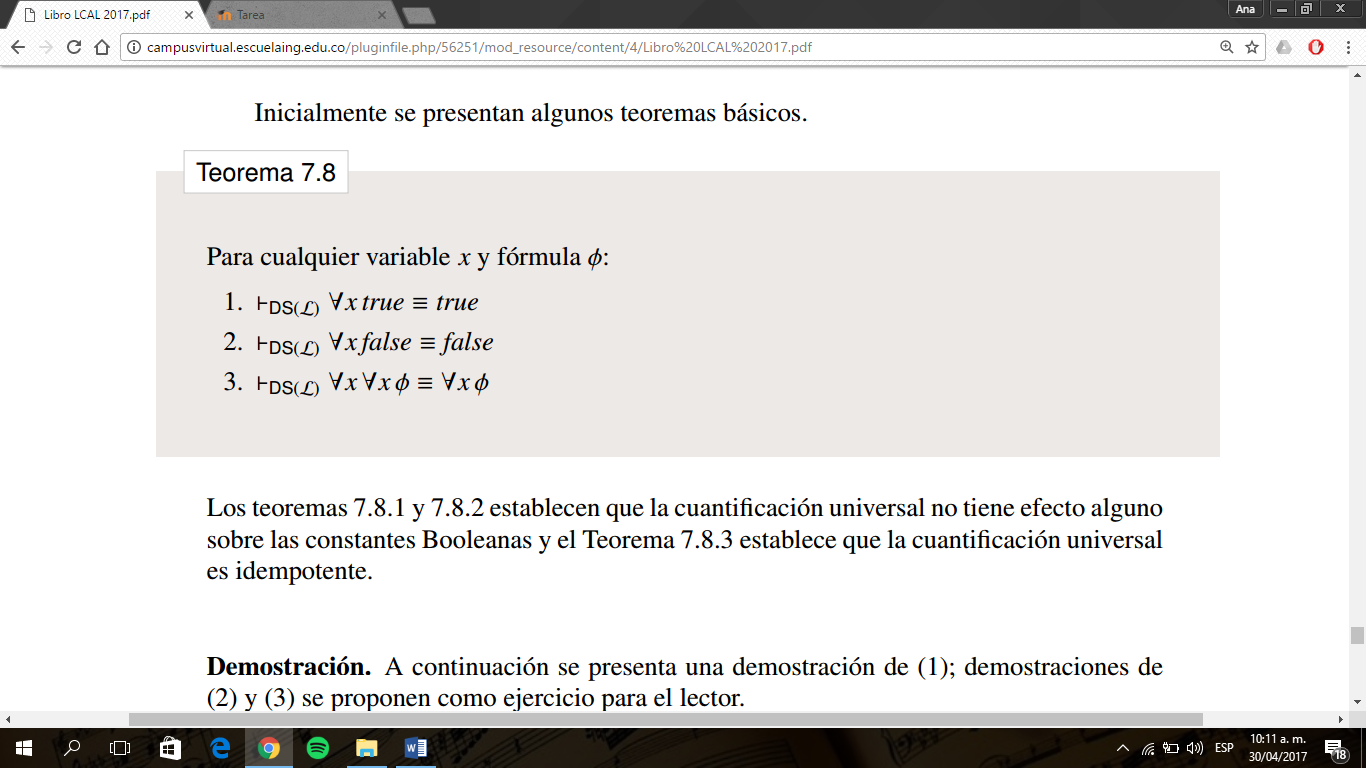 Ana
Libro LCAL 2017.pdf
Tarea
campusvirtual.escuelaing.edu.co/pluginfile.php/56251/mod_resource/content/4/Libro%20LCAL%202017.pdf
Inicialmente se presentan algunos teoremas básicos.
Teorema 7.8
Para cualquier variable x y fórmula ϕ:
1. ⊢DS(ℒ) ∀x true ≡ true
2. ⊢DS(ℒ) ∀x false ≡ false
3. ⊢DS(ℒ) ∀x ∀x ϕ ≡ ∀x ϕ
Los teoremas 7.8.1 y 7.8.2 establecen que la cuantificación universal no tiene efecto alguno
sobre las constantes Booleanas y el Teorema 7.8.3 establece que la cuantificación universal
es idempotente.
Demostración. A continuación se presenta una demostración de (1); demostraciones de
(2) y (3) se proponen como ejercicio para el lector.
ESP
10:11 a. m.
30/04/2017
18